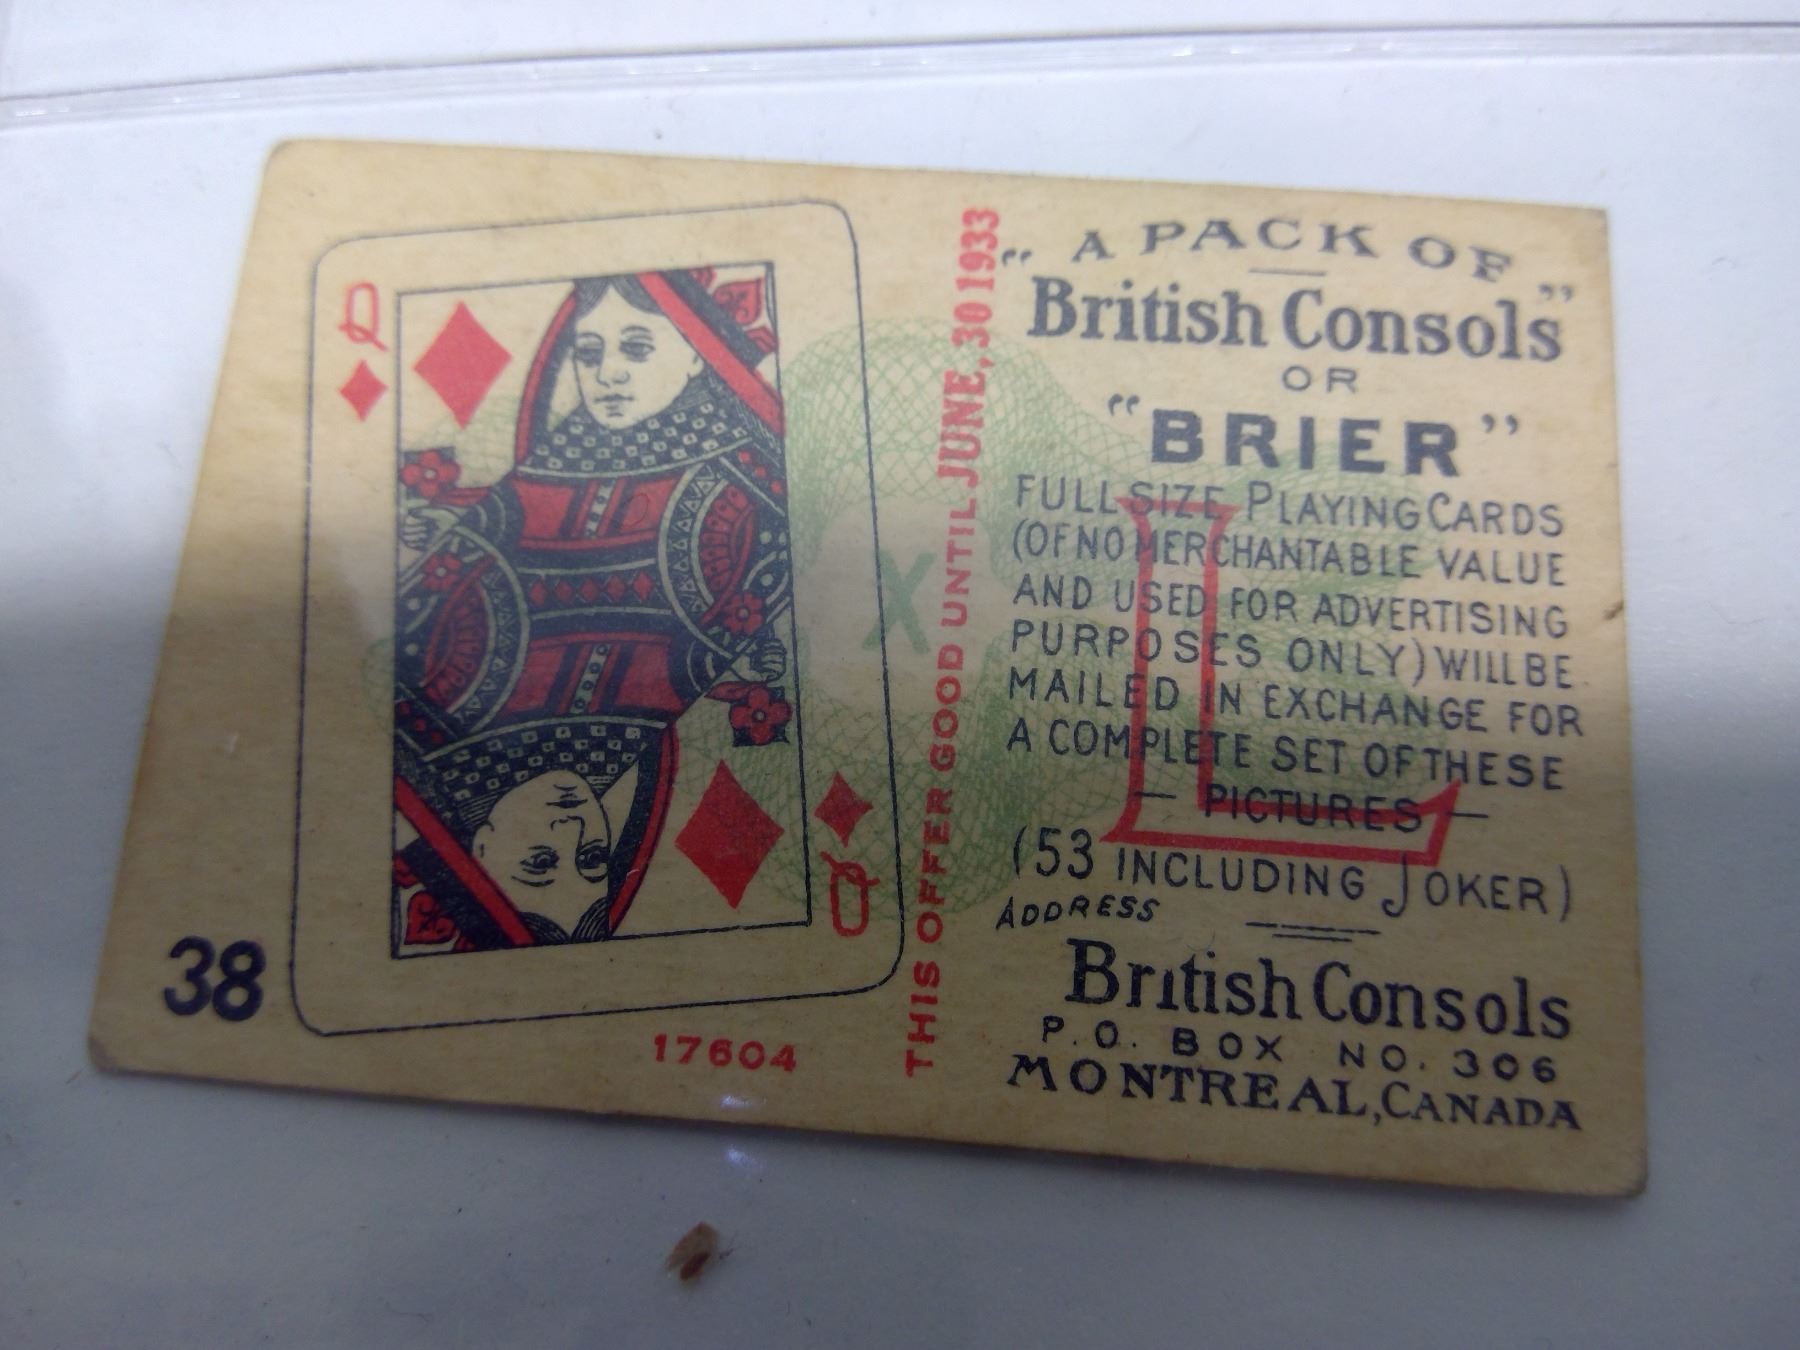 Q
38
17604
Q
THIS OFFER GOOD UNTIL JUNE, 30 1933
X
L
A PACK OF
"British Consols"
OR
"BRIER"
FULL SIZE PLAYING CARDS
(OF NO MERCHANTABLE VALUE
AND USED FOR ADVERTISING
PURPOSES ONLY) WILL BE
MAILED IN EXCHANGE FOR
A COMPLETE SET OF THESE
— PICTURES —
(53 INCLUDING JOKER)
ADDRESS
British Consols
P.O. BOX NO. 306
MONTREAL, CANADA